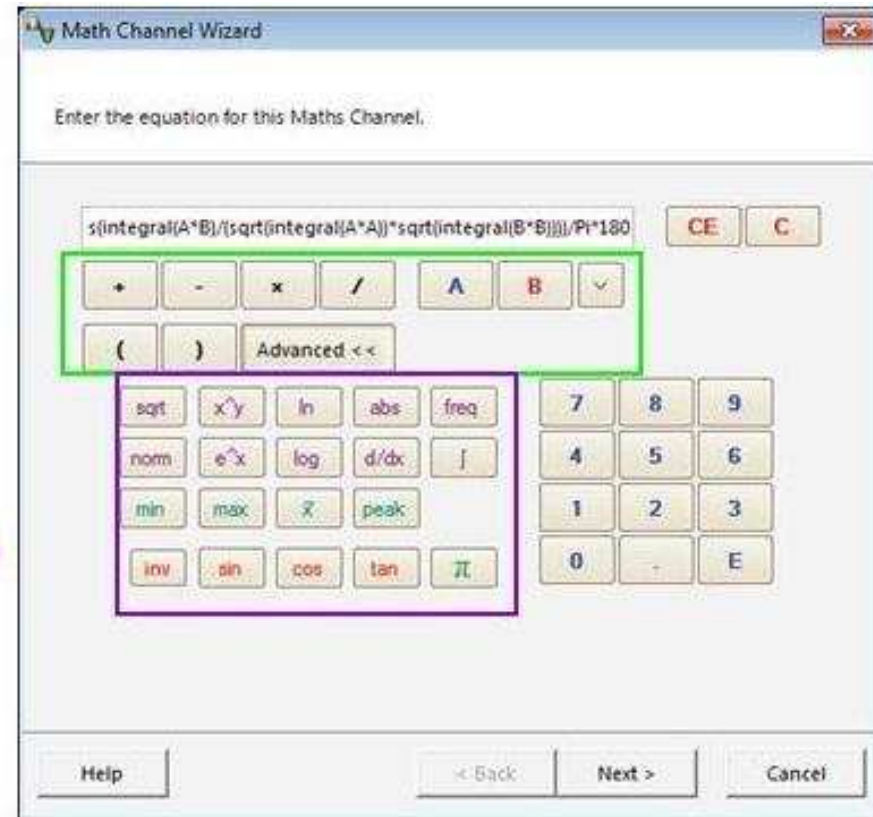 Math Channel Wizard
Enter the equation for this Maths Channel.
s(integral(A*B)/(sqrt(integral(A*A))*sqrt(integral(B*B))))/Pi*180 CE C
+ - × / A B
( ) Advanced <<
sqrt x^y ln abs freq 7 8 9
norm e^x log d/dx ∫ 4 5 6
min max x̄ peak 1 2 3
inv sin cos tan π 0 . E
Help < Back Next > Cancel